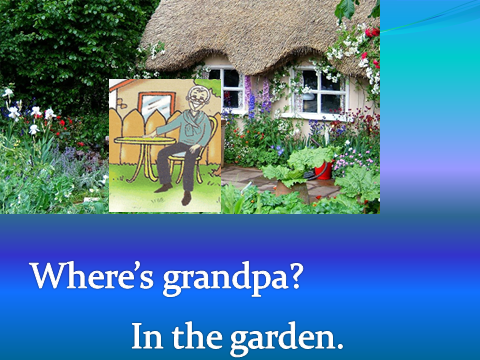 Where’s grandpa?
In the garden.